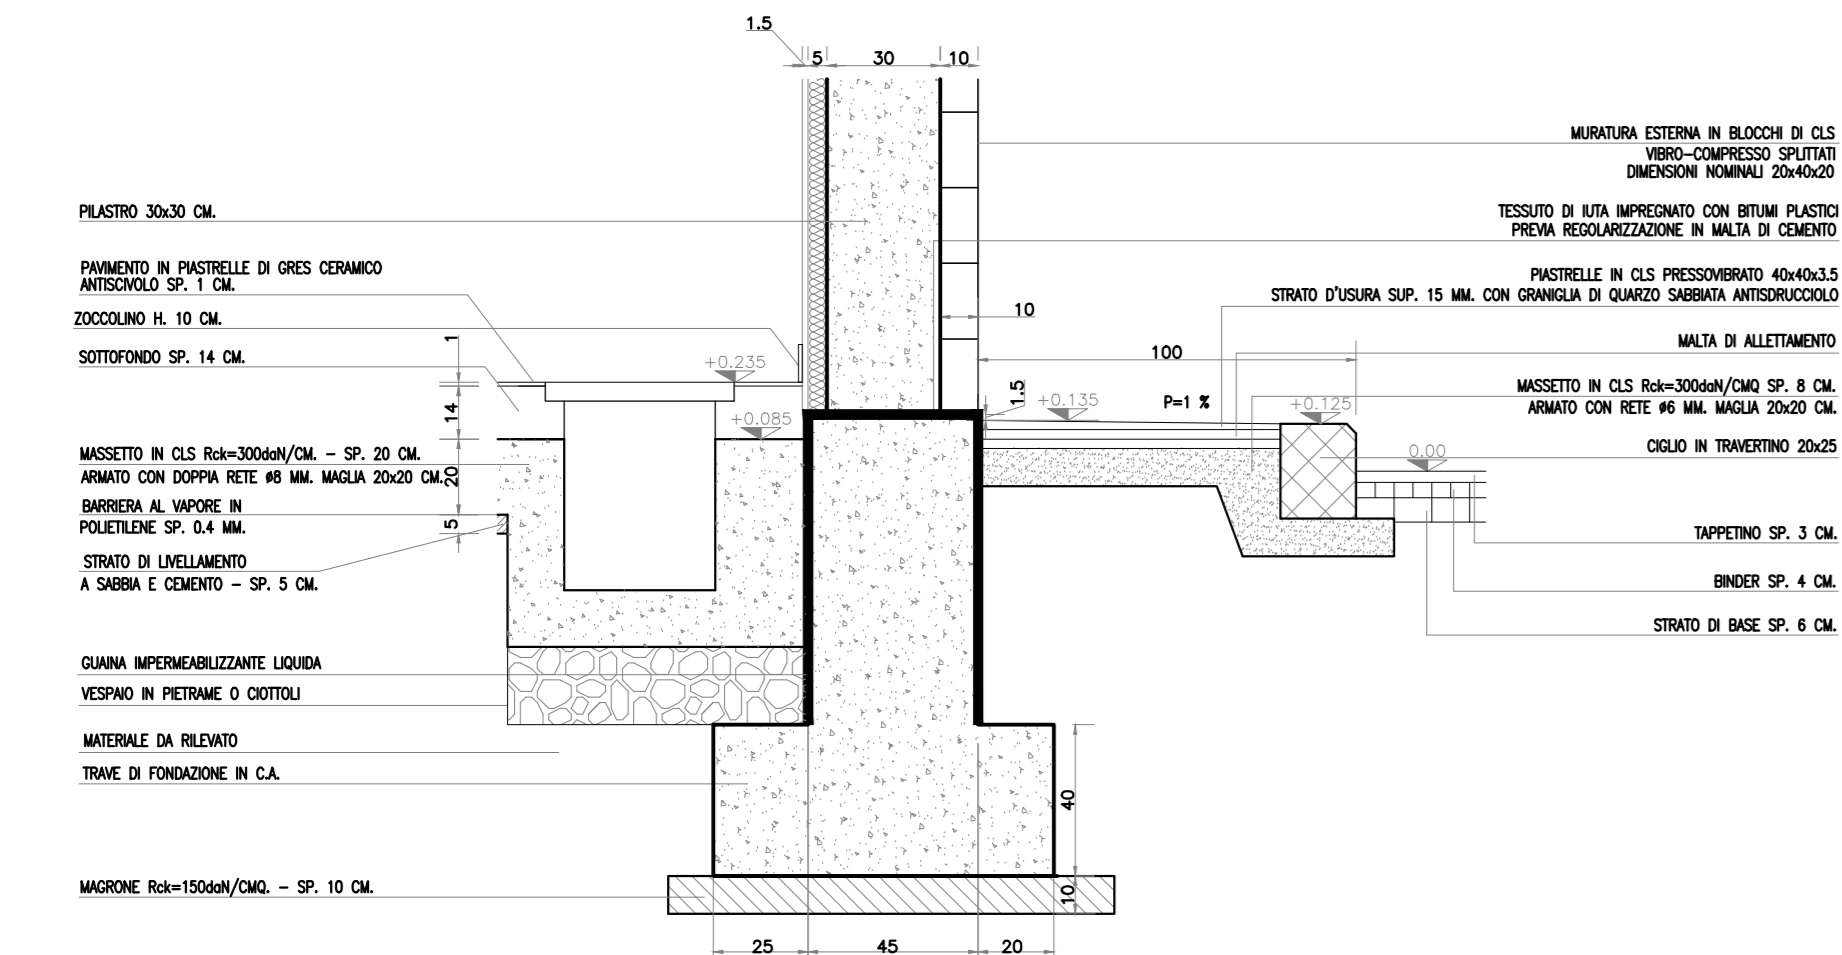 1.5
5
30
10
PILASTRO 30x30 CM.
PAVIMENTO IN PIASTRELLE DI GRES CERAMICO
ANTISCIVOLO SP. 1 CM.
ZOCCOLINO H. 10 CM.
SOTTOFONDO SP. 14 CM.
MASSETTO IN CLS Rck=300daN/CM. - SP. 20 CM.
ARMATO CON DOPPIA RETE ø8 MM. MAGLIA 20x20 CM.
BARRIERA AL VAPORE IN
POLIETILENE SP. 0.4 MM.
STRATO DI LIVELLAMENTO
A SABBIA E CEMENTO - SP. 5 CM.
GUAINA IMPERMEABILIZZANTE LIQUIDA
VESPAIO IN PIETRAME O CIOTTOLI
MATERIALE DA RILEVATO
TRAVE DI FONDAZIONE IN C.A.
MAGRONE Rck=150daN/CMQ. - SP. 10 CM.
1
14
20
5
+0.235
+0.085
10
100
1.5
+0.135
P=1 %
+0.125
0.00
40
10
25
45
20
MURATURA ESTERNA IN BLOCCHI DI CLS
VIBRO-COMPRESSO SPLITTATI
DIMENSIONI NOMINALI 20x40x20
TESSUTO DI IUTA IMPREGNATO CON BITUMI PLASTICI
PREVIA REGOLARIZZAZIONE IN MALTA DI CEMENTO
PIASTRELLE IN CLS PRESSOVIBRATO 40x40x3.5
STRATO D'USURA SUP. 15 MM. CON GRANIGLIA DI QUARZO SABBIATA ANTISDRUCCIOLO
MALTA DI ALLETTAMENTO
MASSETTO IN CLS Rck=300daN/CMQ SP. 8 CM.
ARMATO CON RETE ø6 MM. MAGLIA 20x20 CM.
CIGLIO IN TRAVERTINO 20x25
TAPPETINO SP. 3 CM.
BINDER SP. 4 CM.
STRATO DI BASE SP. 6 CM.